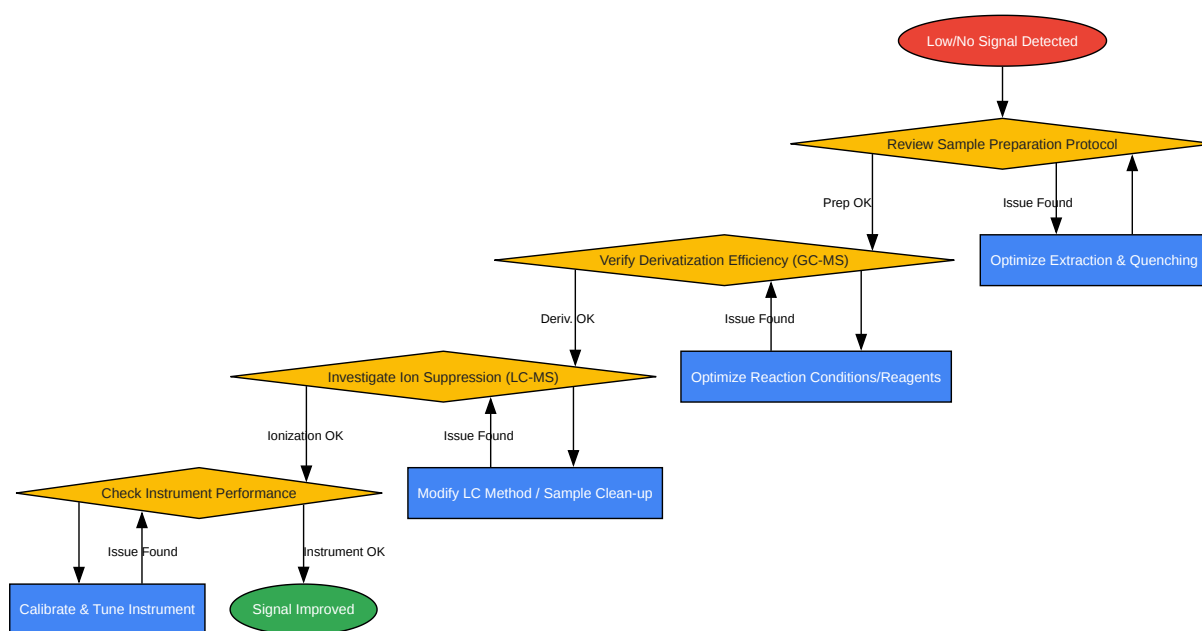 Low/No Signal Detected
Review Sample Preparation Protocol
Prep OK
Issue Found
Verify Derivatization Efficiency (GC-MS)
Optimize Extraction & Quenching
Deriv. OK
Issue Found
Investigate Ion Suppression (LC-MS)
Optimize Reaction Conditions/Reagents
Ionization OK
Issue Found
Check Instrument Performance
Modify LC Method / Sample Clean-up
Issue Found
Instrument OK
Calibrate & Tune Instrument
Signal Improved